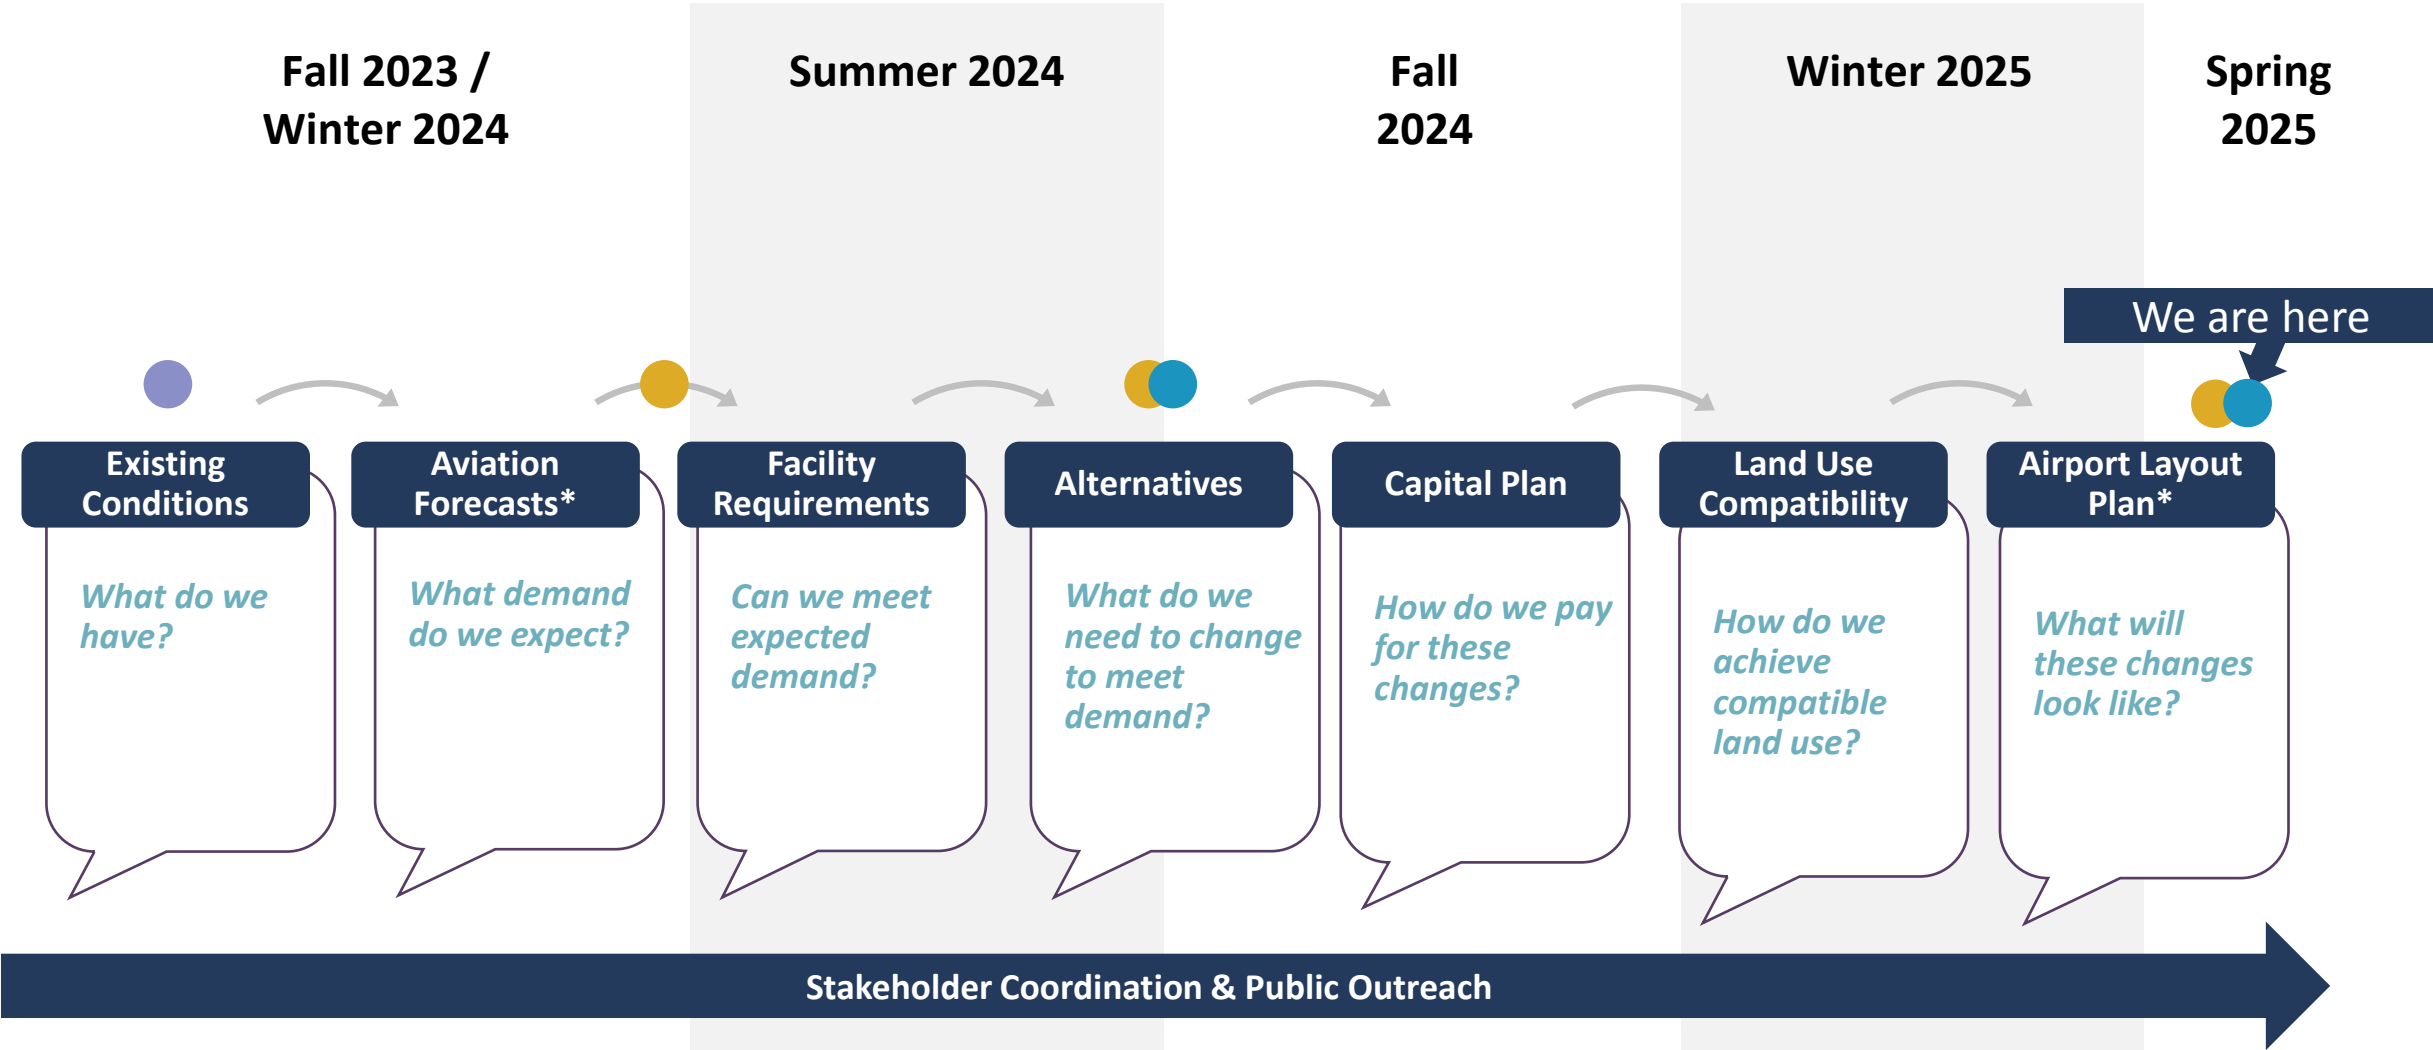 Fall 2023 /
Winter 2024
Summer 2024
Fall
2024
Winter 2025
Spring
2025
We are here
Existing
Conditions
Aviation
Forecasts*
Facility
Requirements
Alternatives
Capital Plan
Land Use
Compatibility
Airport Layout
Plan*
What do we
have?
What demand
do we expect?
Can we meet
expected
demand?
What do we
need to change
to meet
demand?
How do we pay
for these
changes?
How do we
achieve
compatible
land use?
What will
these changes
look like?
Stakeholder Coordination & Public Outreach